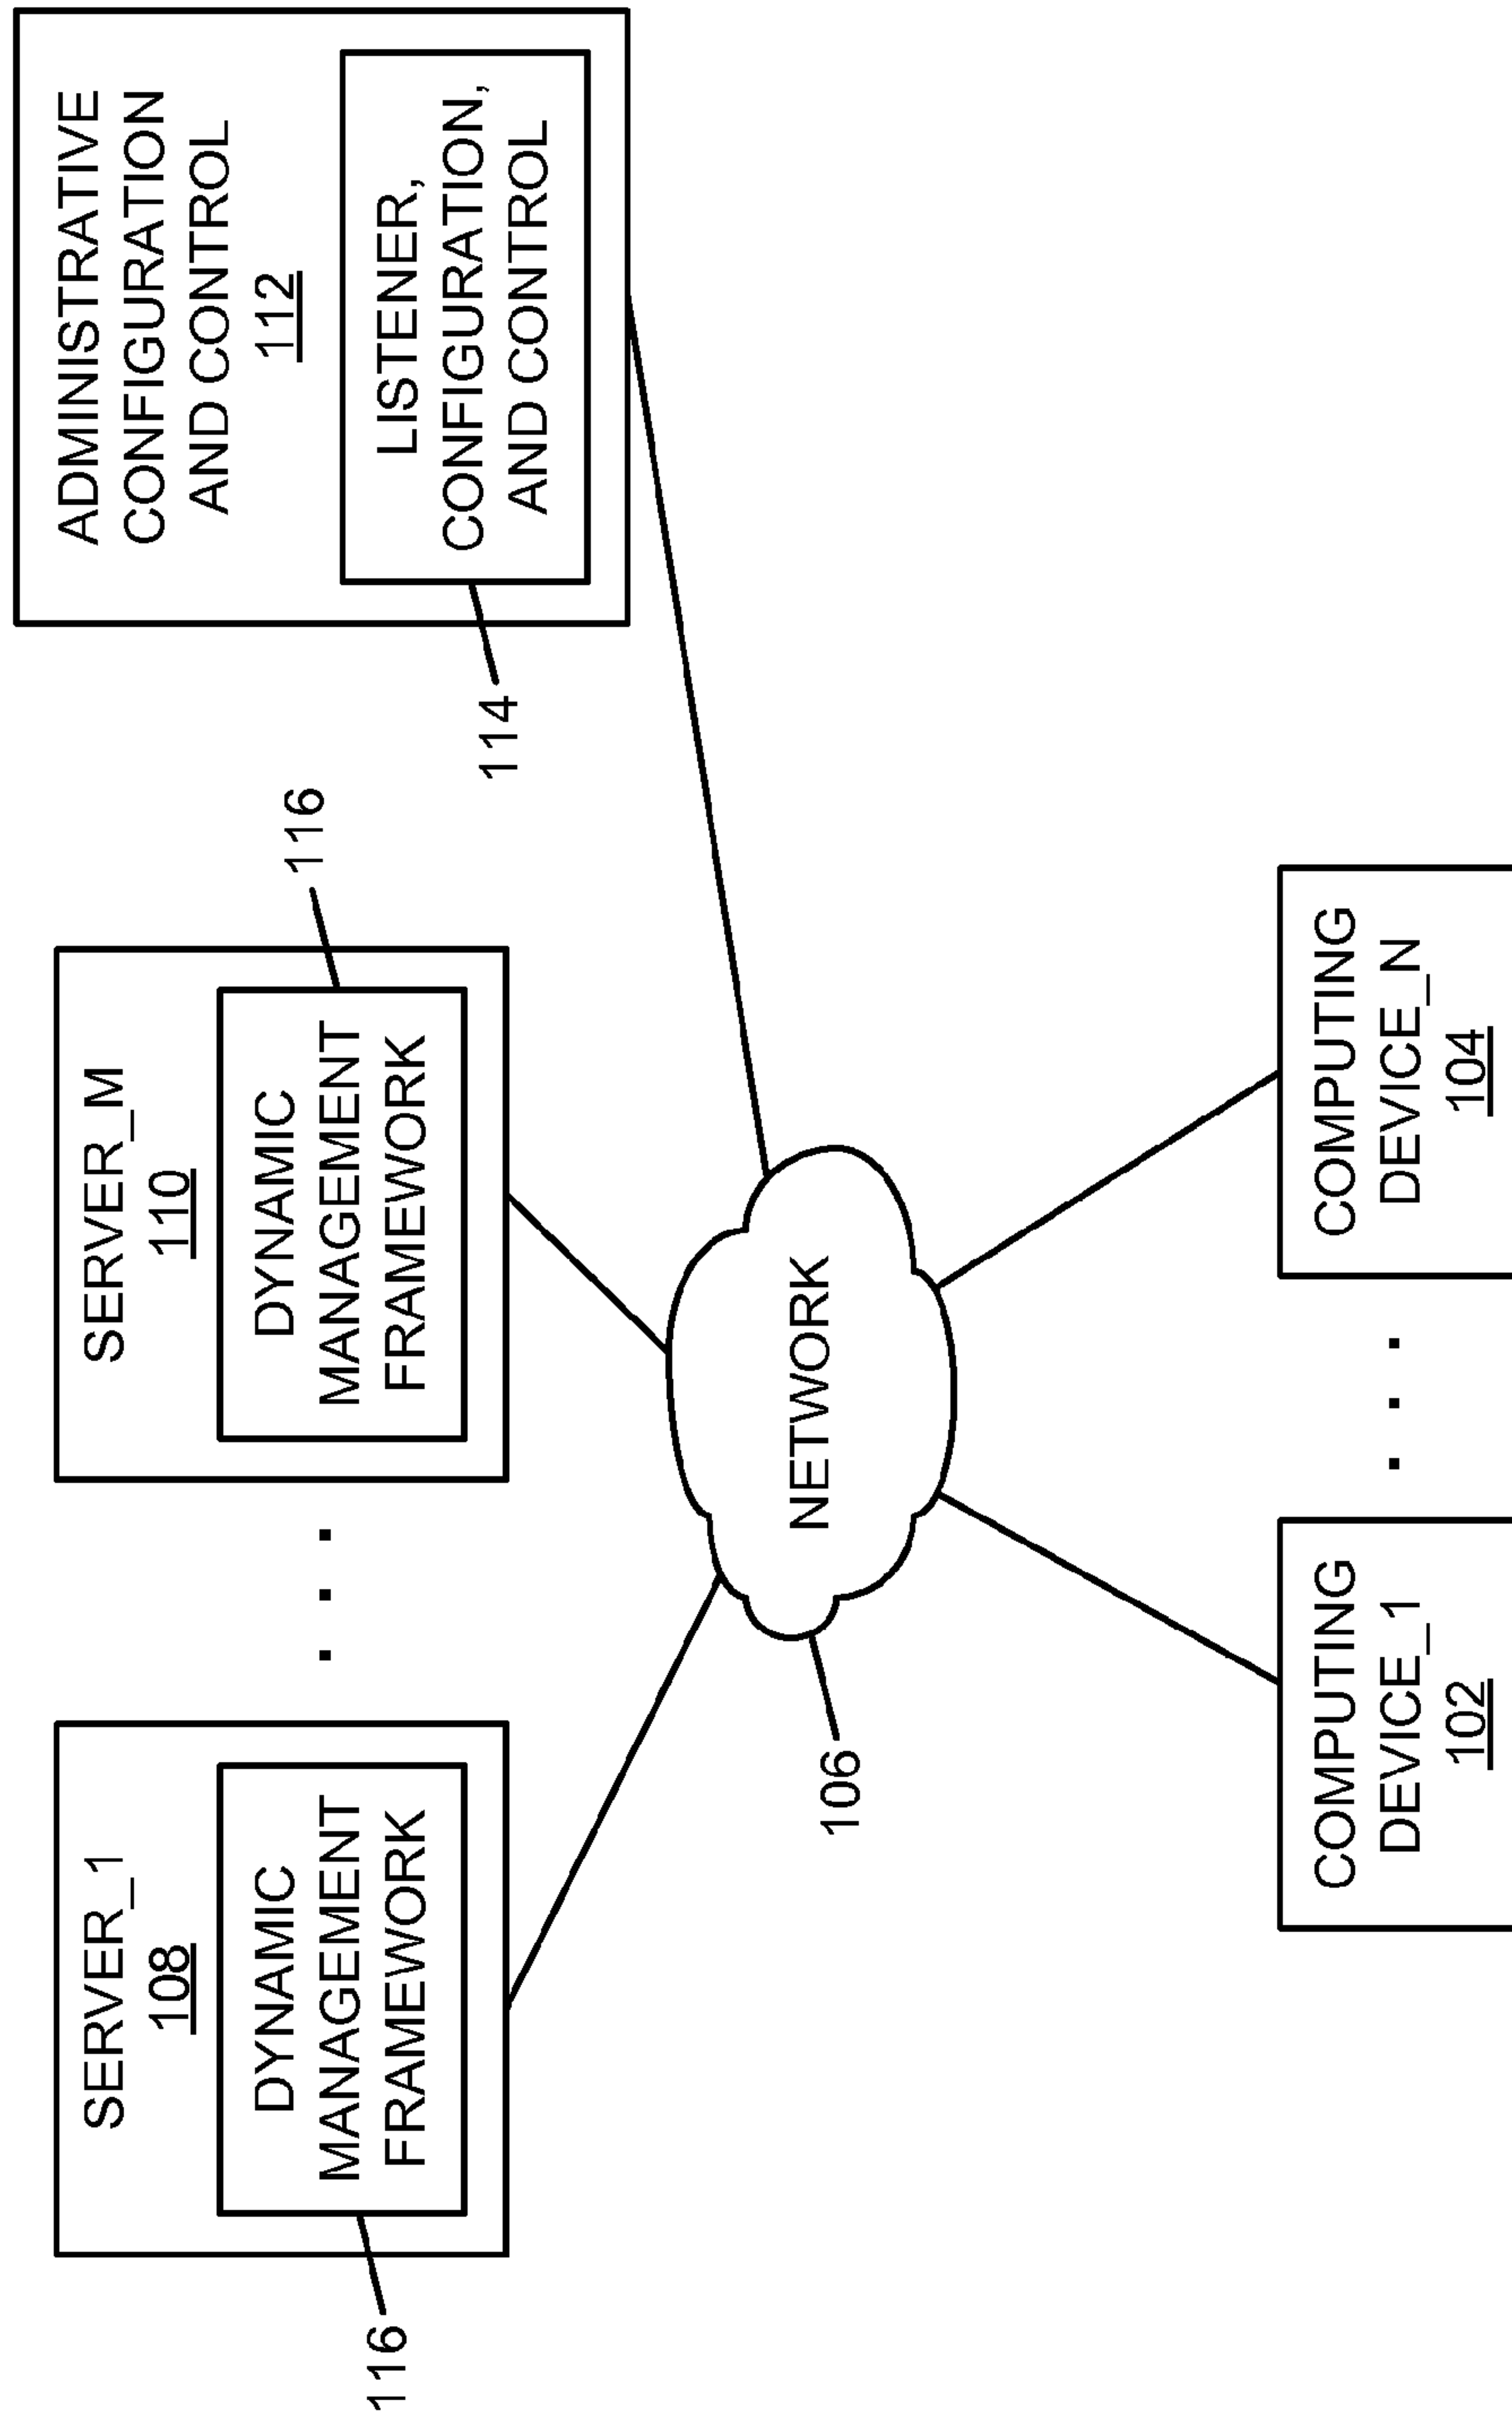 SERVER_1
108
DYNAMIC
MANAGEMENT
FRAMEWORK
116
SERVER_M
110
DYNAMIC
MANAGEMENT
FRAMEWORK
116
ADMINISTRATIVE
CONFIGURATION
AND CONTROL
112
LISTENER,
CONFIGURATION,
AND CONTROL
114
NETWORK
106
COMPUTING
DEVICE_1
102
COMPUTING
DEVICE_N
104